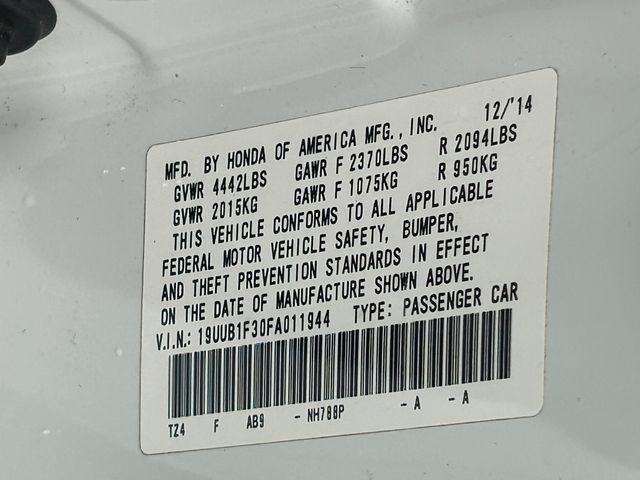 MFD. BY HONDA OF AMERICA MFG., INC. 12/'14
GVWR 4442LBS GAWR F 2370LBS R 2094LBS
GVWR 2015KG GAWR F 1075KG R 950KG
THIS VEHICLE CONFORMS TO ALL APPLICABLE
FEDERAL MOTOR VEHICLE SAFETY, BUMPER,
AND THEFT PREVENTION STANDARDS IN EFFECT
ON THE DATE OF MANUFACTURE SHOWN ABOVE.
V.I.N.: 19UUB1F30FA011944 TYPE: PASSENGER CAR
TZ4 F AB9 - NH788P - A - A